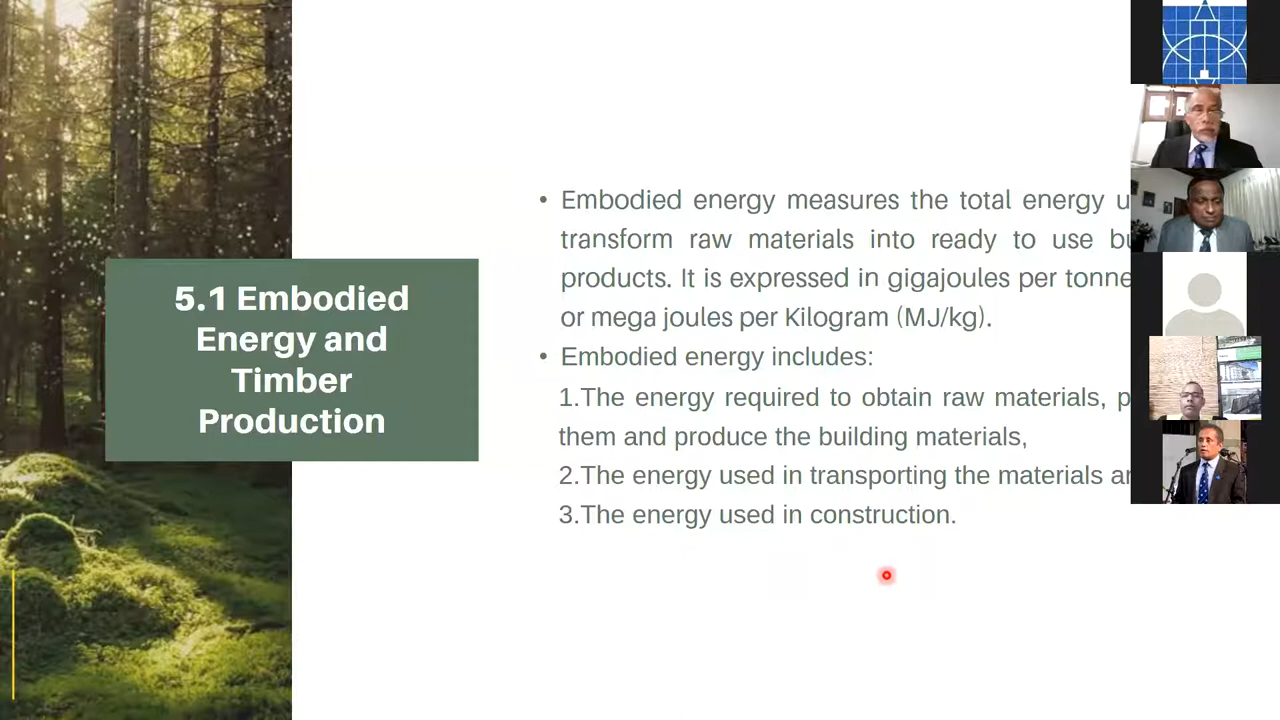 5.1 Embodied
Energy and
Timber
Production
• Embodied energy measures the total energy
transform raw materials into ready to use
products. It is expressed in gigajoules per tonne
or mega joules per Kilogram (MJ/kg).
• Embodied energy includes:
1.The energy required to obtain raw materials,
them and produce the building materials,
2.The energy used in transporting the materials
3.The energy used in construction.